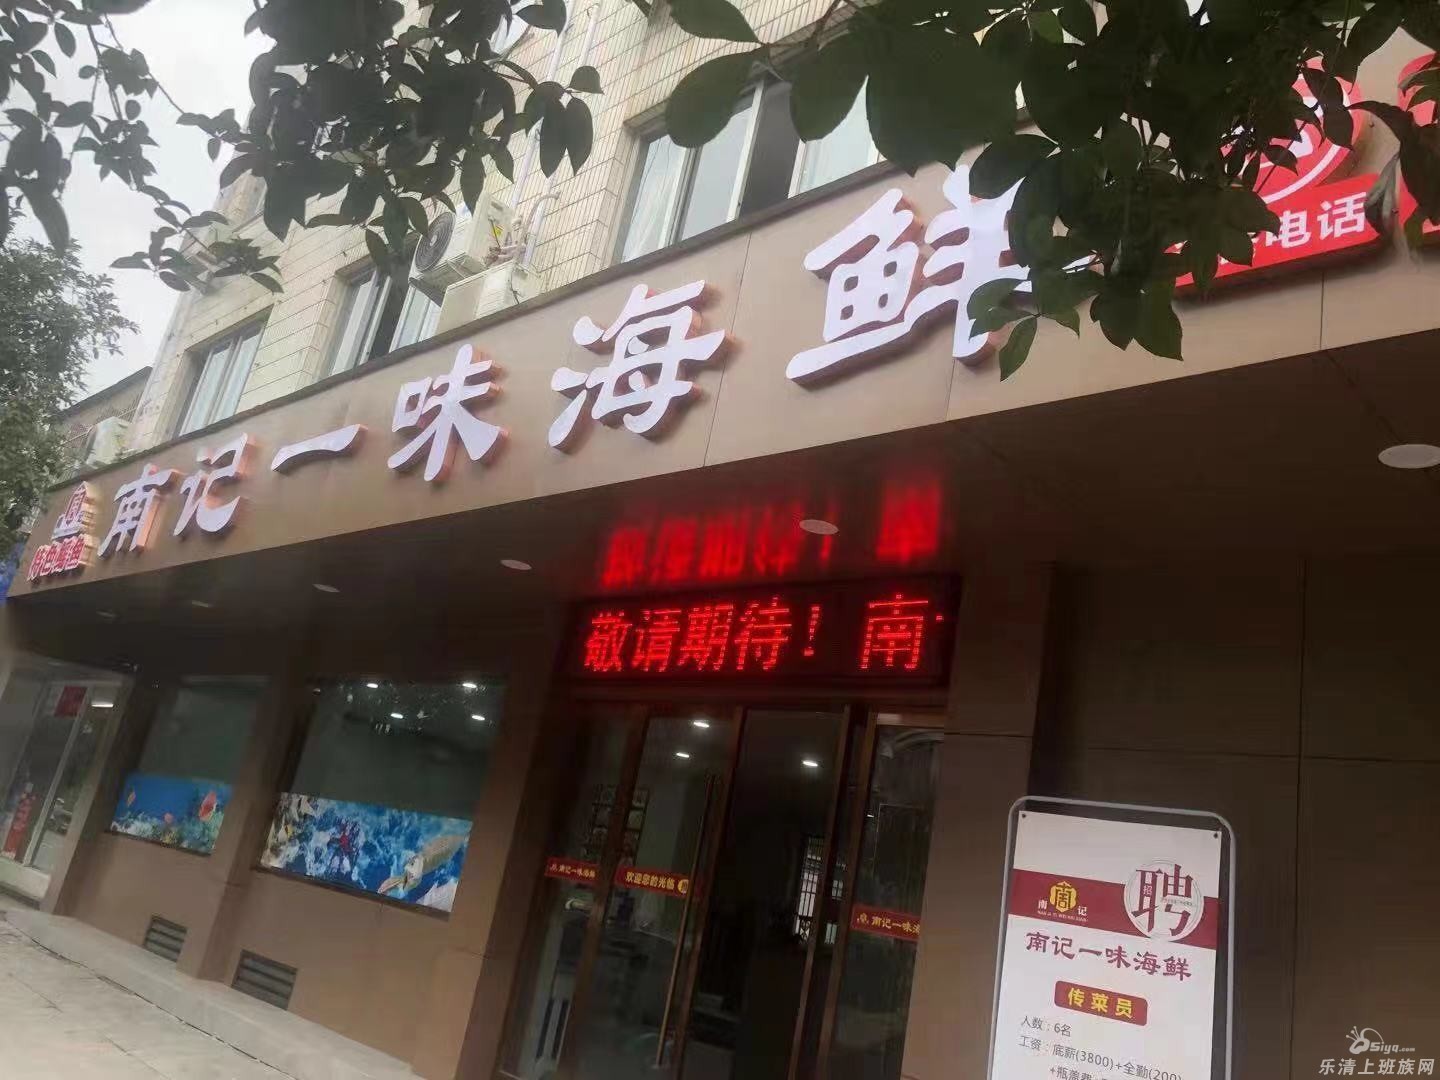 南记一味海鲜
电话
敬请期待！南
南记一味海鲜
欢迎您的光临
南记一味海
聘
招
南 记
南记一味海鲜
传菜员
人数：6名
工资：底薪(3800)+全勤(200)
+瓶盖费
乐清上班族网